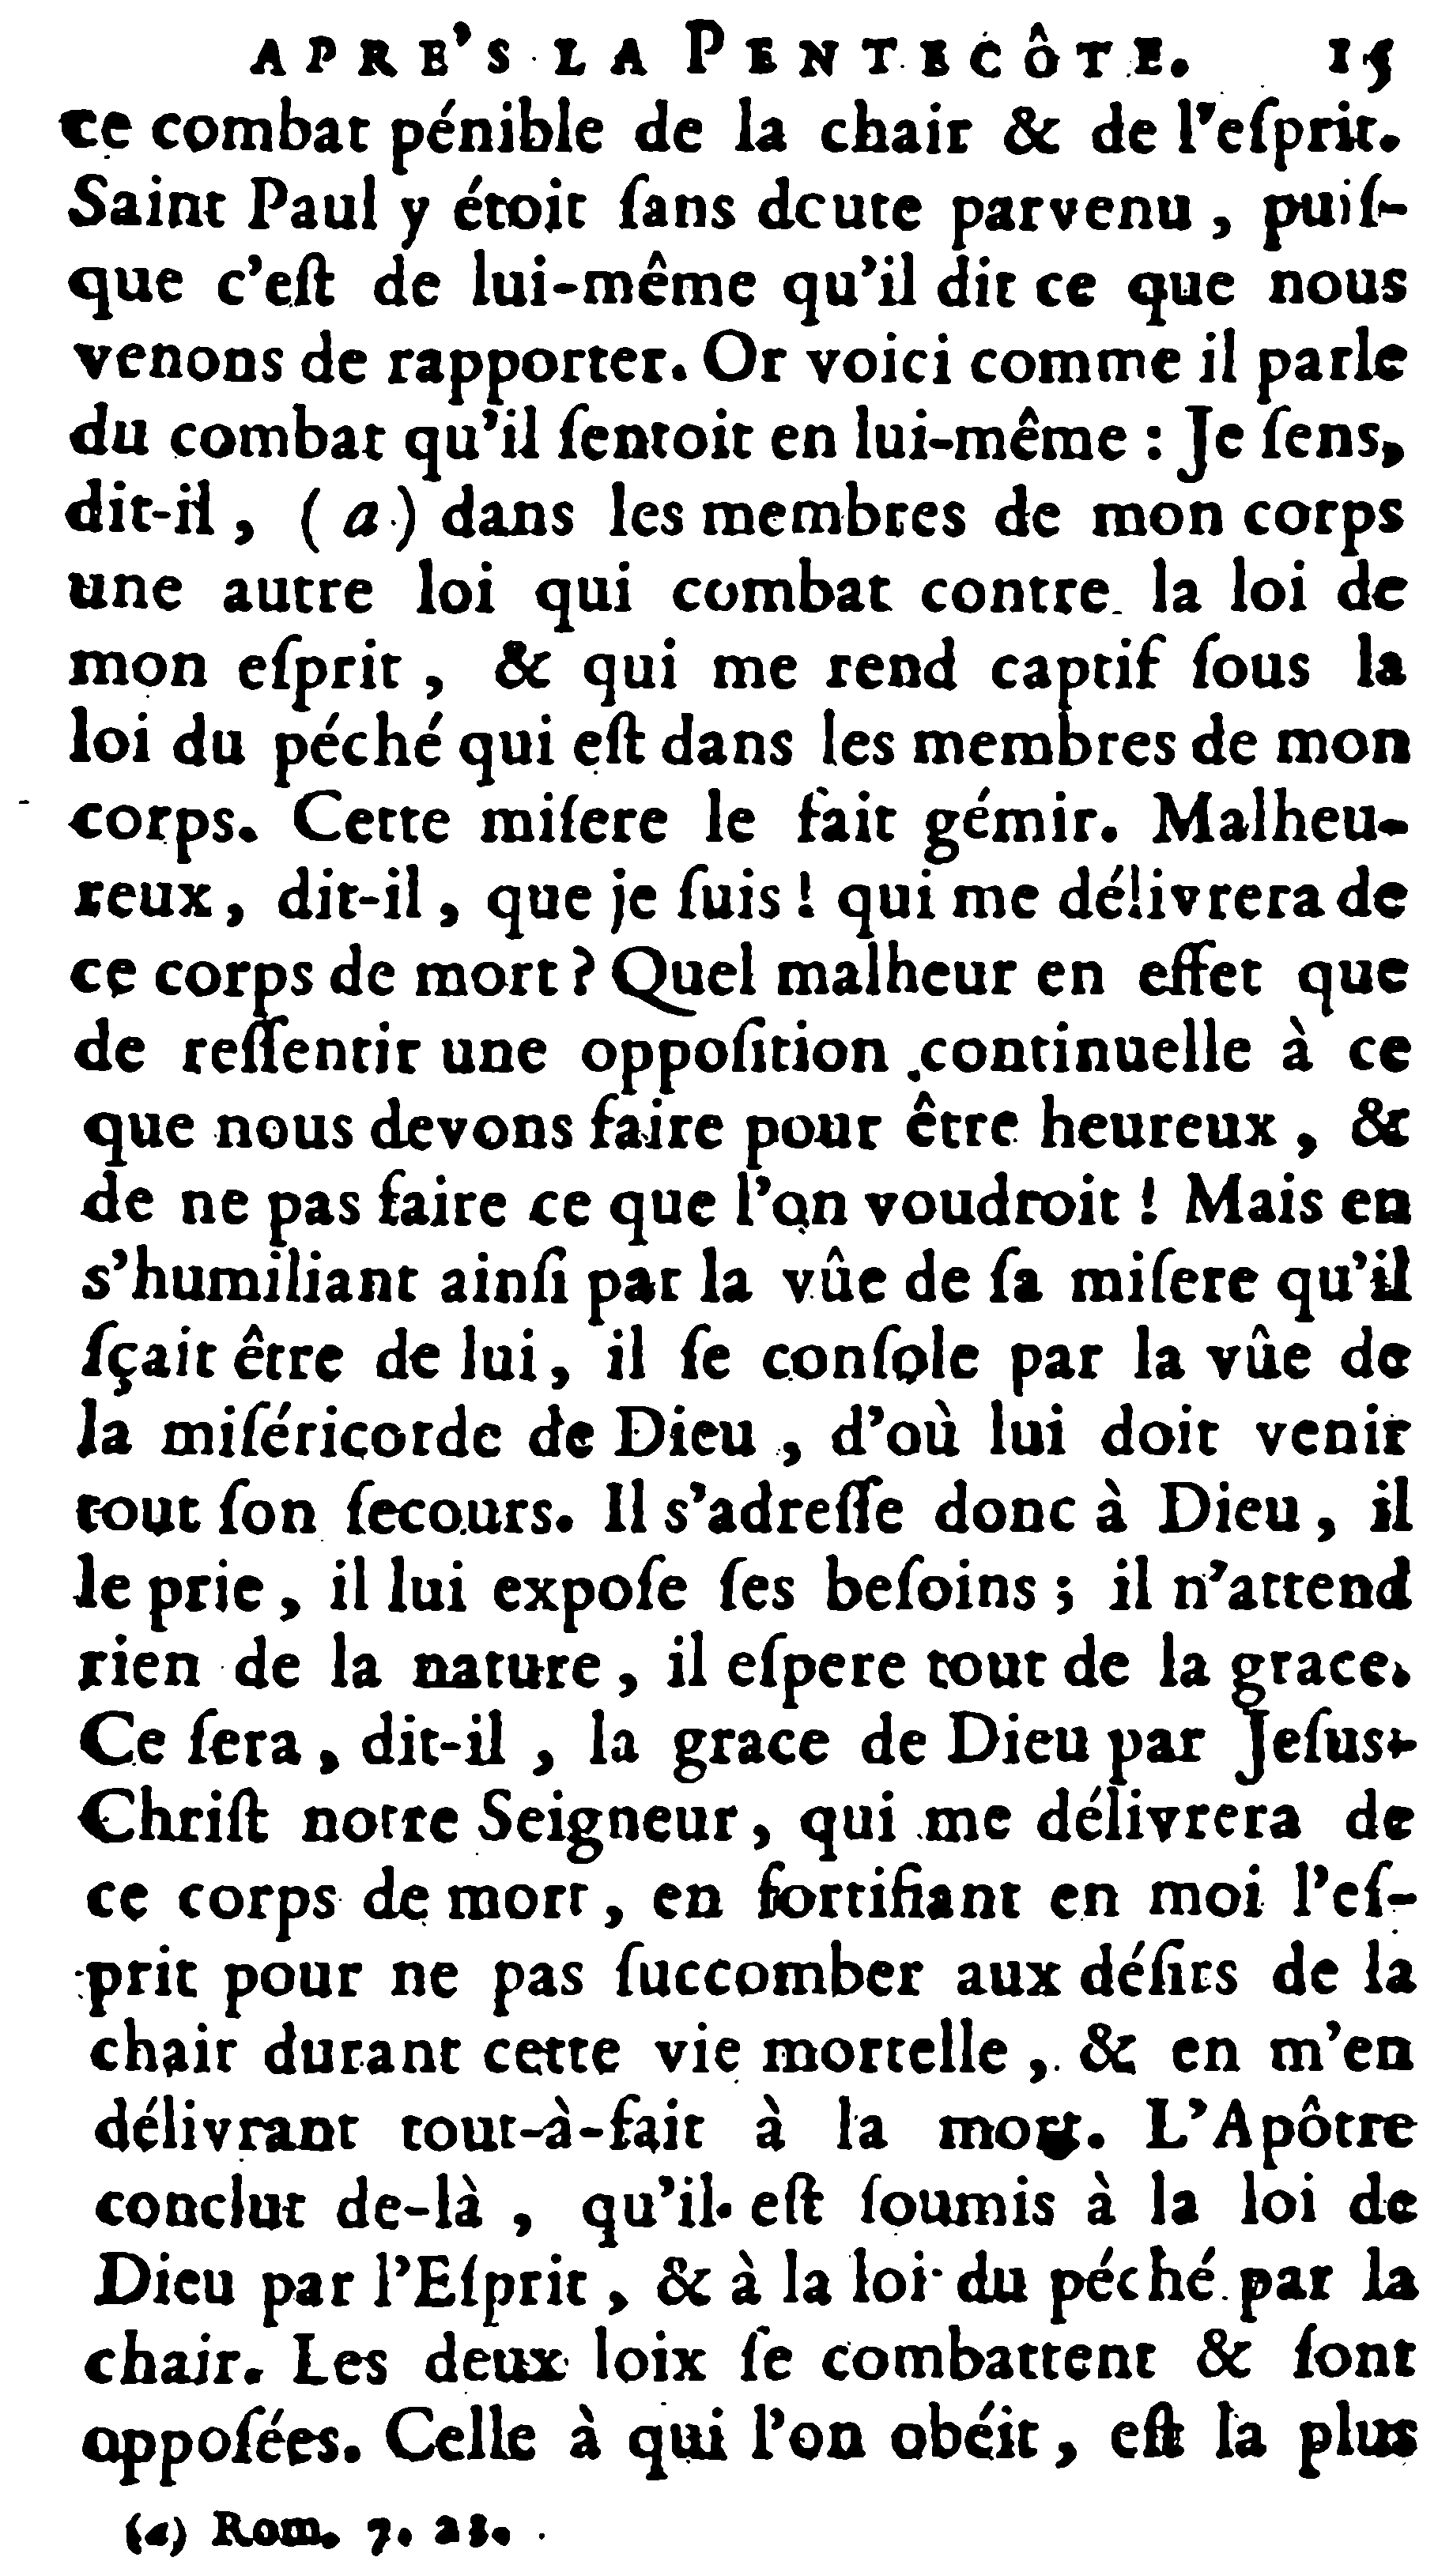 APRE'S LA PENTECÔTE. 15
ce combat pénible de la chair & de l'eſprit.
Saint Paul y étoit ſans doute parvenu, puiſ-
que c'eſt de lui-même qu'il dit ce que nous
venons de rapporter. Or voici comme il parle
du combat qu'il ſentoit en lui-même : Je ſens,
dit-il, (a) dans les membres de mon corps
une autre loi qui combat contre la loi de
mon eſprit, & qui me rend captif ſous la
loi du péché qui eſt dans les membres de mon
corps. Cette miſere le fait gémir. Malheu-
reux, dit-il, que je ſuis ! qui me délivrera de
ce corps de mort ? Quel malheur en effet que
de reſſentir une oppoſition continuelle à ce
que nous devons faire pour être heureux, &
de ne pas faire ce que l'on voudroit ! Mais en
s'humiliant ainſi par la vûe de ſa miſere qu'il
ſçait être de lui, il ſe conſole par la vûe de
la miſéricorde de Dieu, d'où lui doit venir
tout ſon ſecours. Il s'adreſſe donc à Dieu, il
le prie, il lui expoſe ſes beſoins ; il n'attend
rien de la nature, il eſpere tout de la grace.
Ce ſera, dit-il, la grace de Dieu par Jeſus-
Chriſt notre Seigneur, qui me délivrera de
ce corps de mort, en fortifiant en moi l'eſ-
prit pour ne pas ſuccomber aux déſirs de la
chair durant cette vie mortelle, & en m'en
délivrant tout-à-fait à la mort. L'Apôtre
conclut de-là, qu'il eſt ſoumis à la loi de
Dieu par l'Eſprit, & à la loi du péché par la
chair. Les deux loix ſe combattent & ſont
oppoſées. Celle à qui l'on obéit, eſt la plus
(a) Rom. 7. 23.